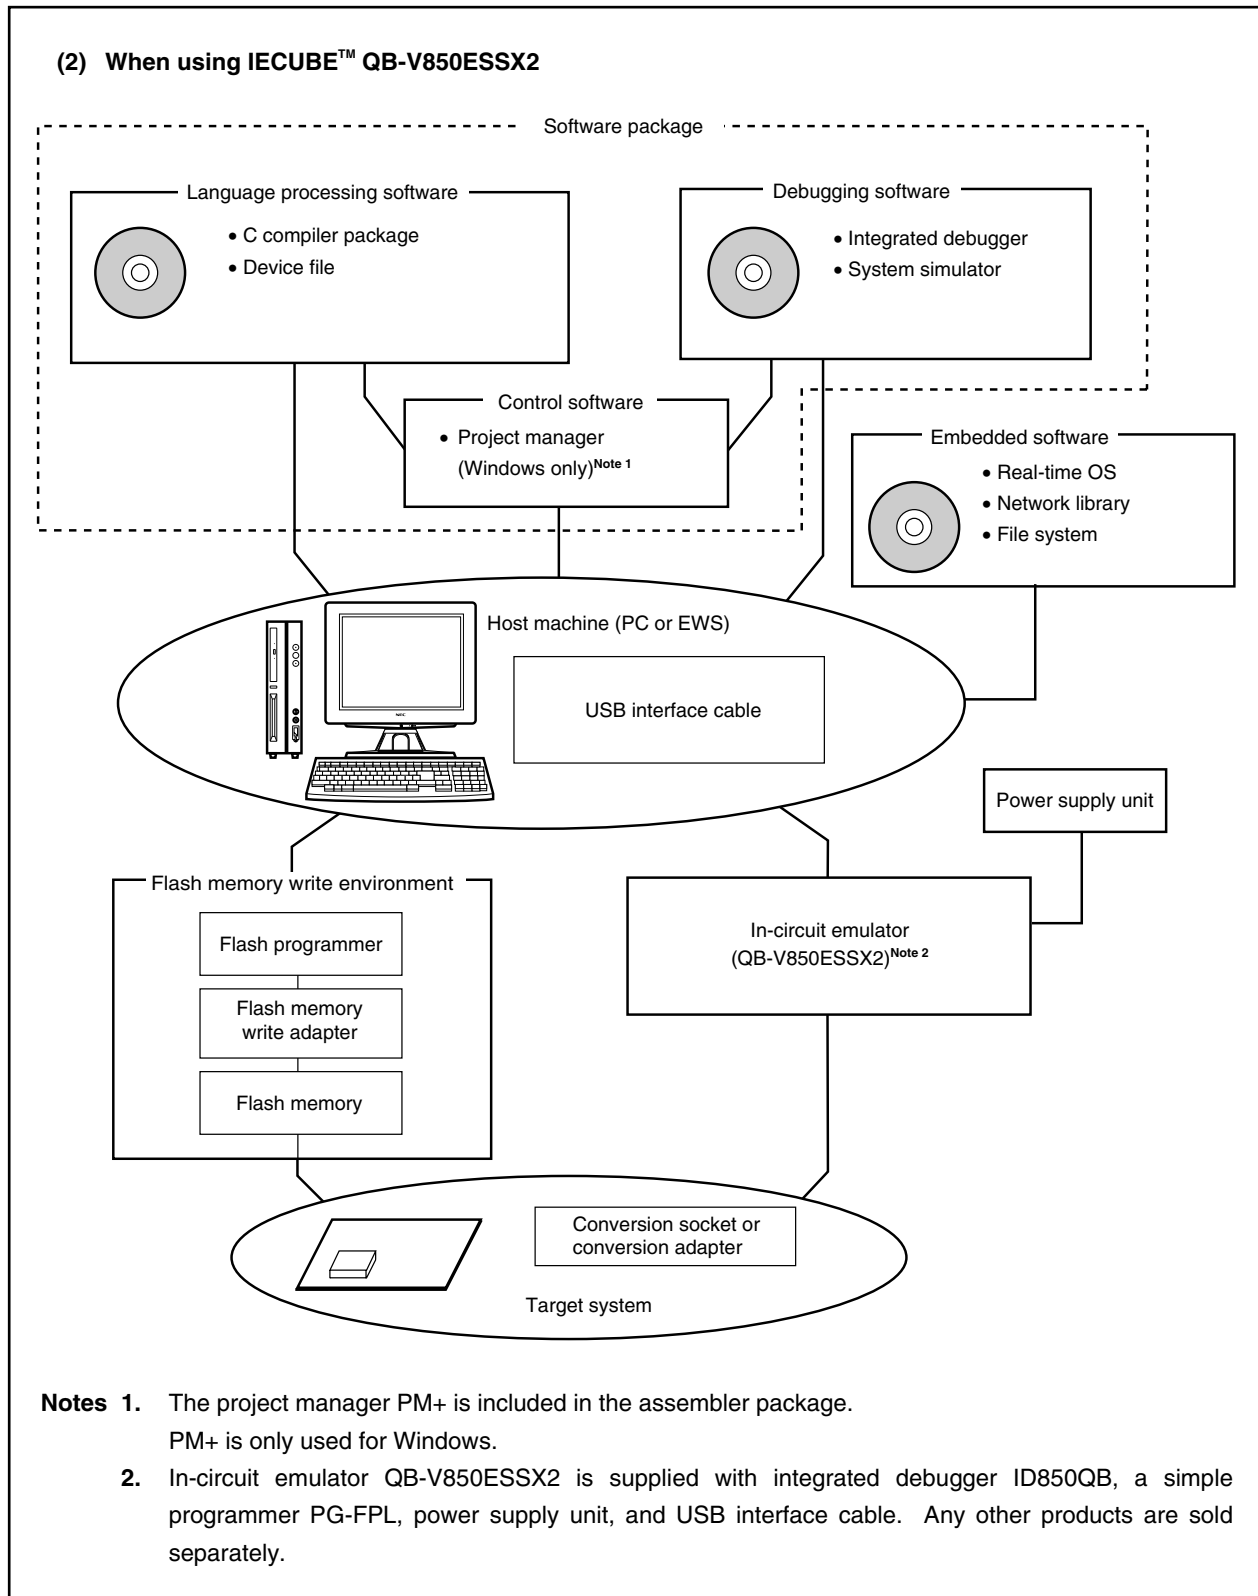 (2) When using IECUBE™ QB-V850ESSX2
Software package
Language processing software
• C compiler package
• Device file
Debugging software
• Integrated debugger
• System simulator
Control software
• Project manager
(Windows only)Note 1
Embedded software
• Real-time OS
• Network library
• File system
Host machine (PC or EWS)
NEC
USB interface cable
Power supply unit
Flash memory write environment
Flash programmer
Flash memory
write adapter
Flash memory
In-circuit emulator
(QB-V850ESSX2)Note 2
Conversion socket or
conversion adapter
Target system
Notes 1. The project manager PM+ is included in the assembler package.
PM+ is only used for Windows.
2. In-circuit emulator QB-V850ESSX2 is supplied with integrated debugger ID850QB, a simple
programmer PG-FPL, power supply unit, and USB interface cable. Any other products are sold
separately.